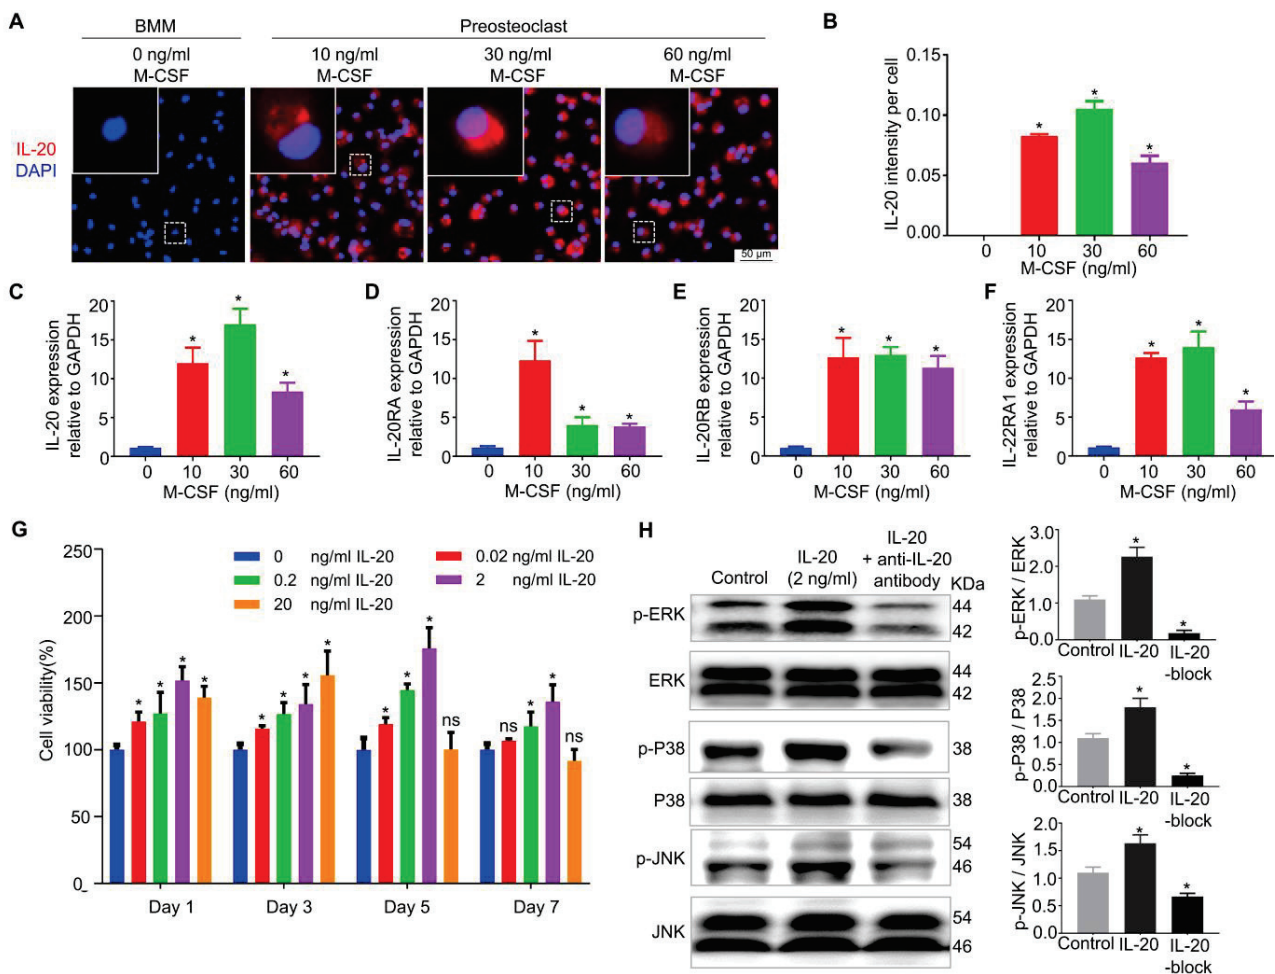 A
BMM
Preosteoclast
0 ng/ml
M-CSF
10 ng/ml
M-CSF
30 ng/ml
M-CSF
60 ng/ml
M-CSF
IL-20
DAPI
50 μm
B
IL-20 intensity per cell
0.15
0.10
0.05
0.00
0 10 30 60
M-CSF (ng/ml)
* * *
C
IL-20 expression
relative to GAPDH
20
15
10
5
0
* * *
0 10 30 60
M-CSF (ng/ml)
D
IL-20RA expression
relative to GAPDH
20
15
10
5
0
* * *
0 10 30 60
M-CSF (ng/ml)
E
IL-20RB expression
relative to GAPDH
20
15
10
5
0
* * *
0 10 30 60
M-CSF (ng/ml)
F
IL-22RA1 expression
relative to GAPDH
20
15
10
5
0
* * *
0 10 30 60
M-CSF (ng/ml)
G
Cell viability(%)
250
200
150
100
50
0
0 ng/ml IL-20
0.02 ng/ml IL-20
0.2 ng/ml IL-20
2 ng/ml IL-20
20 ng/ml IL-20
* * * *
* * * *
* * * ns
ns * * ns
Day 1 Day 3 Day 5 Day 7
H
Control
IL-20
(2 ng/ml)
IL-20
+ anti-IL-20
antibody
KDa
p-ERK
44
42
ERK
44
42
p-P38
38
P38
38
p-JNK
54
46
JNK
54
46
p-ERK / ERK
3.0
2.0
1.0
0.0
* *
Control IL-20 IL-20
-block
p-P38 / P38
2.5
2.0
1.5
1.0
0.5
0.0
* *
Control IL-20 IL-20
-block
p-JNK / JNK
2.0
1.5
1.0
0.5
0.0
* *
Control IL-20 IL-20
-block